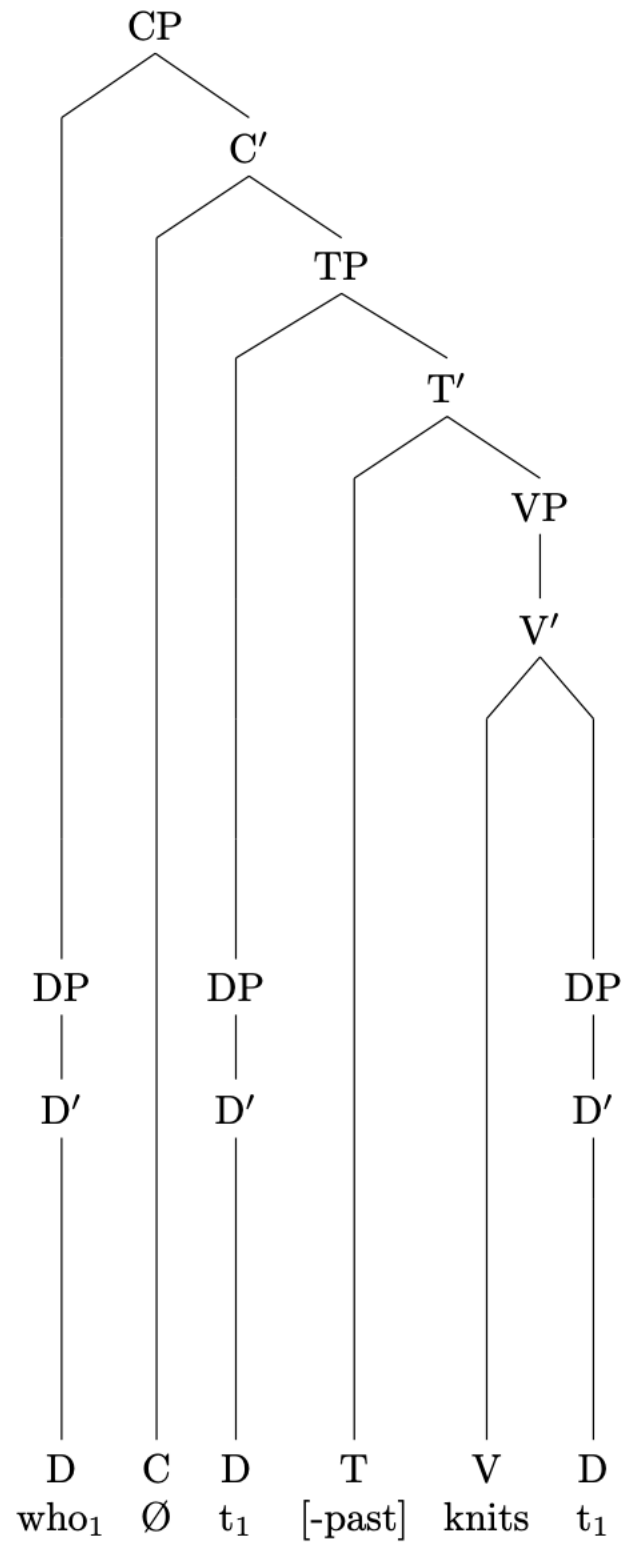 CP
C′
TP
T′
VP
V′
DP DP DP
D′ D′ D′
D C D T V D
who₁ Ø t₁ [-past] knits t₁